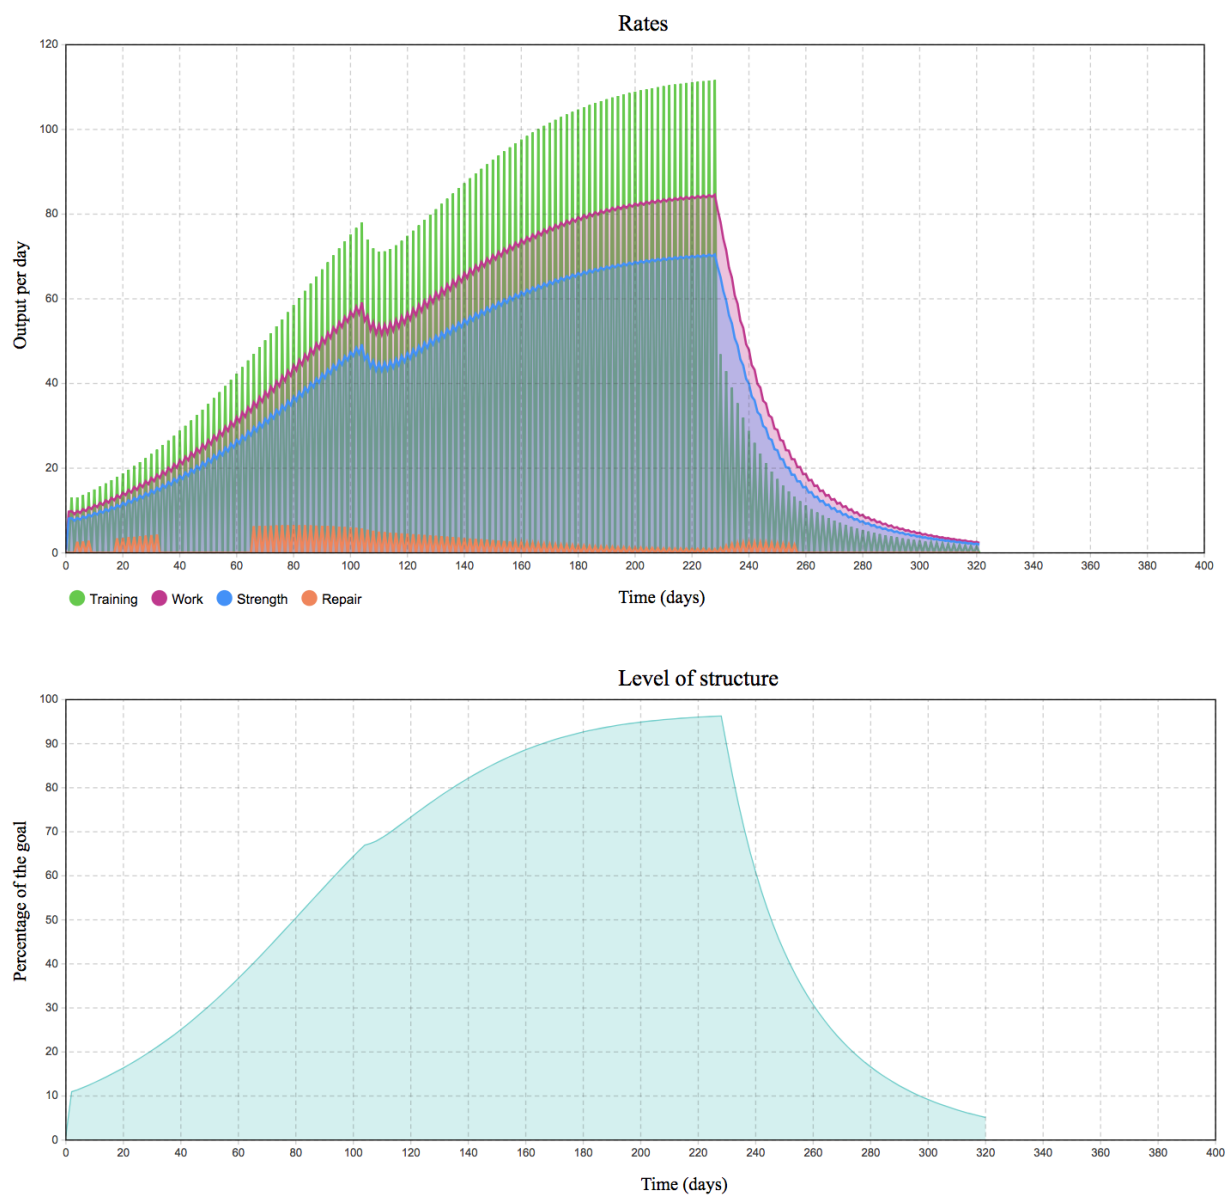 Rates
120
100
80
60
40
20
0
Output per day
0 20 40 60 80 100 120 140 160 180 200 220 240 260 280 300 320 340 360 380 400
Training Work Strength Repair
Time (days)
Level of structure
100
90
80
70
60
50
40
30
20
10
0
Percentage of the goal
0 20 40 60 80 100 120 140 160 180 200 220 240 260 280 300 320 340 360 380 400
Time (days)